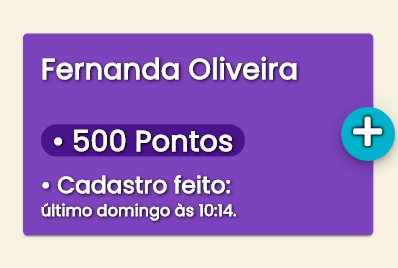 Fernanda Oliveira
• 500 Pontos
+
• Cadastro feito:
último domingo às 10:14.